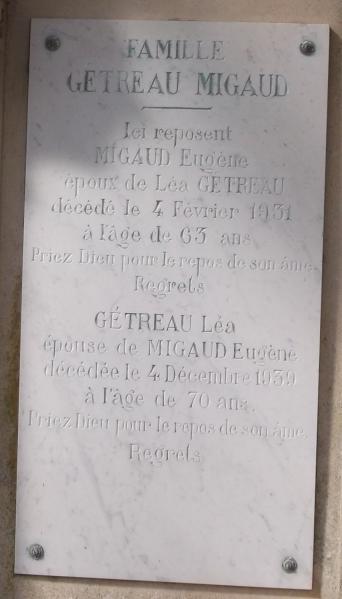 FAMILLE
GÉTREAU MIGAUD
Ici reposent
MIGAUD Eugène
époux de Léa GÉTREAU
décédé le 4 Février 1931
à l'âge de 63 ans
Priez Dieu pour le repos de son âme.
Regrets
GÉTREAU Léa
épouse de MIGAUD Eugène
décédée le 4 Décembre 1939
à l'âge de 70 ans.
Priez Dieu pour le repos de son âme.
Regrets